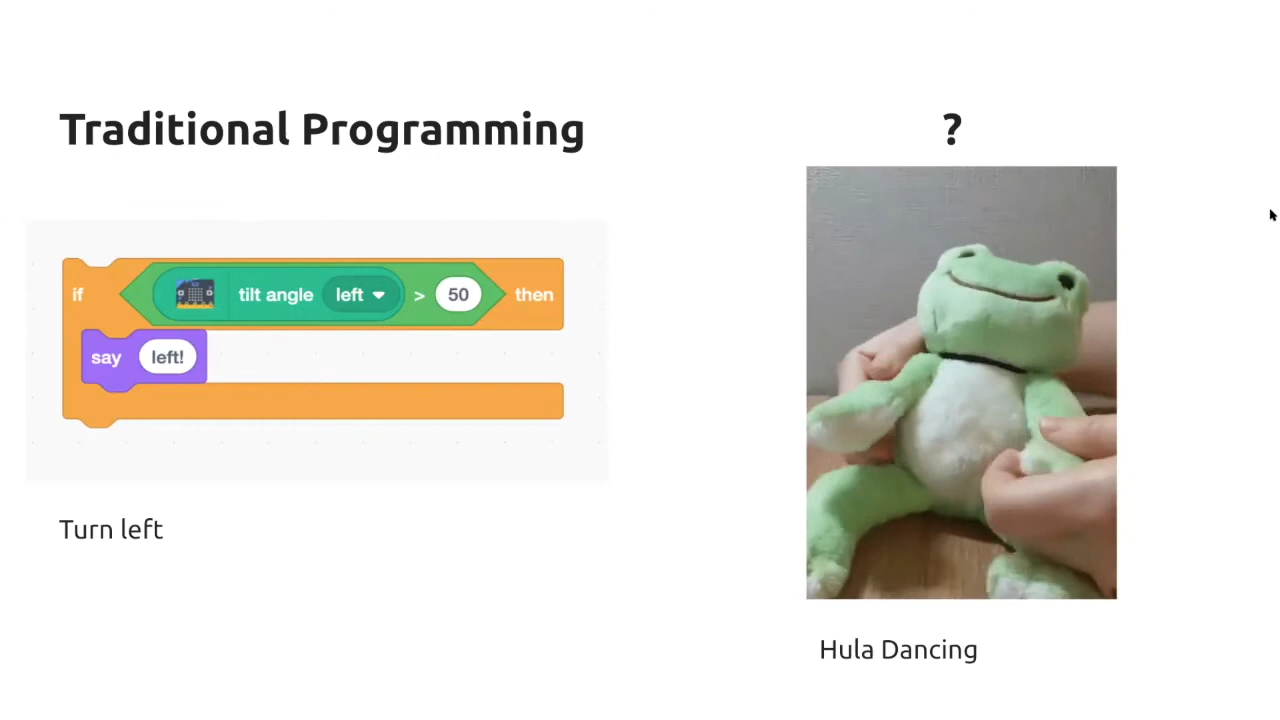 Traditional Programming
?
if tilt angle left > 50 then
say left!
Turn left
Hula Dancing